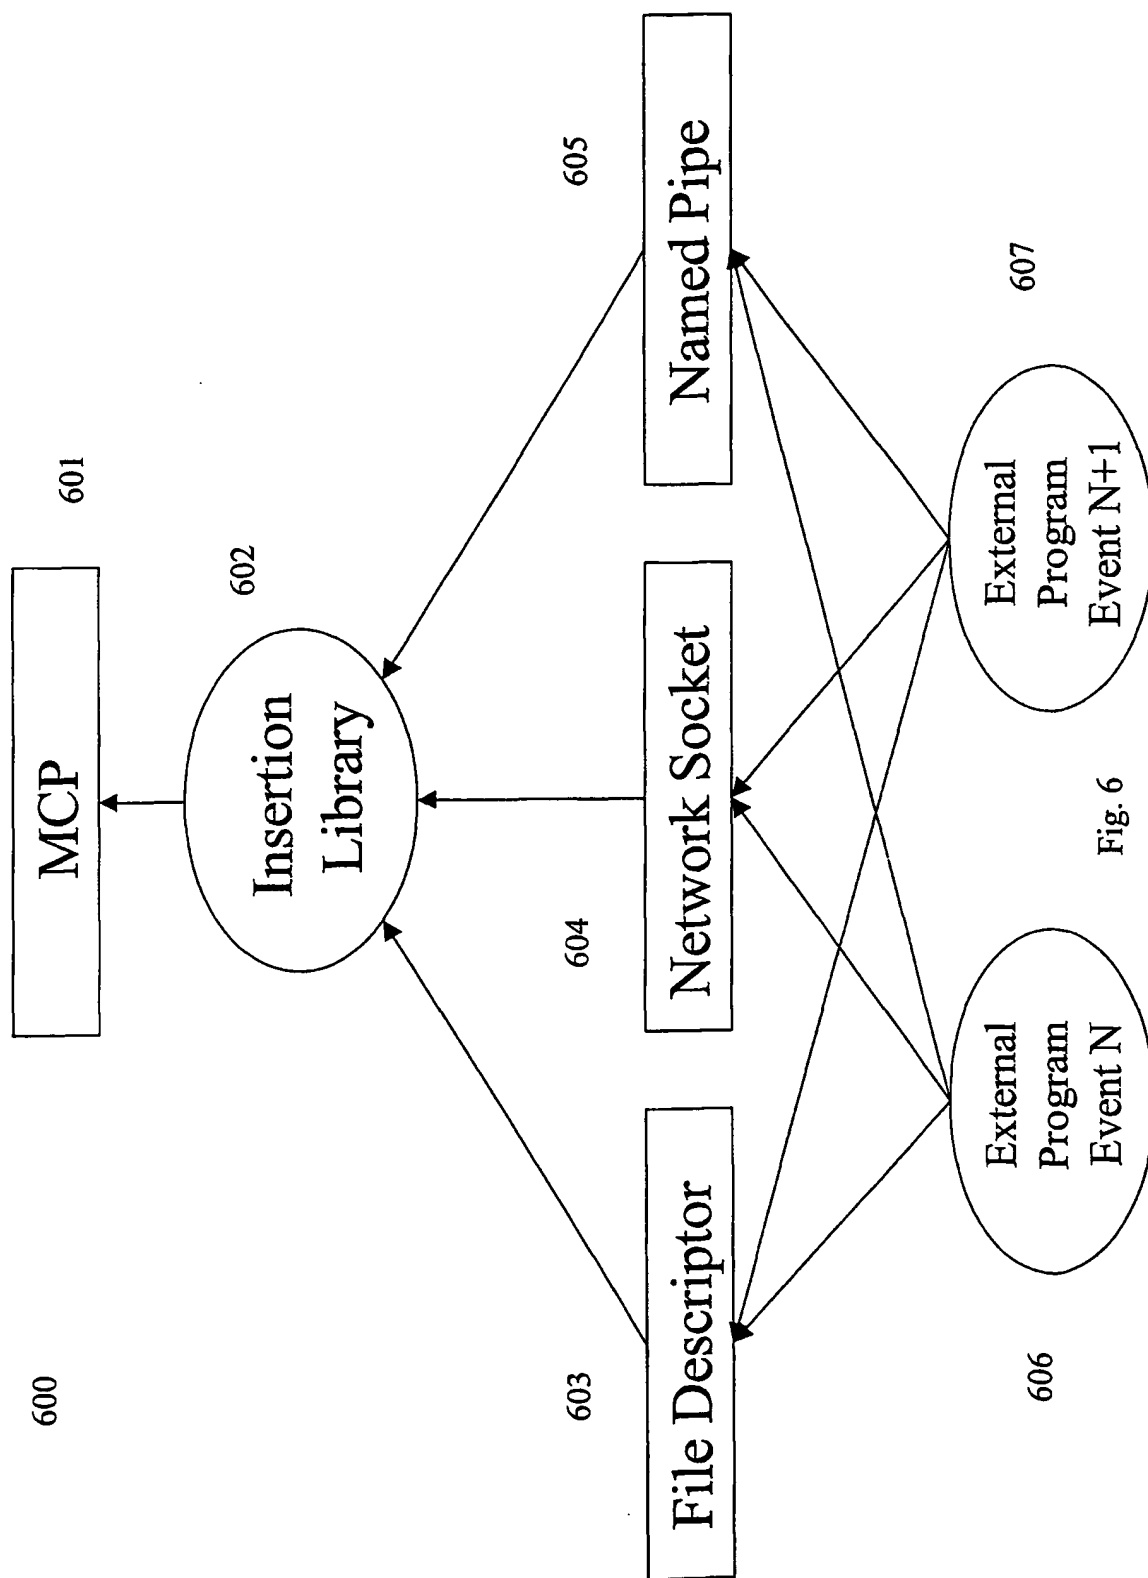 600
601
MCP
602
Insertion
Library
603
604
605
File Descriptor
Network Socket
Named Pipe
606
607
External
Program
Event N
External
Program
Event N+1
Fig. 6